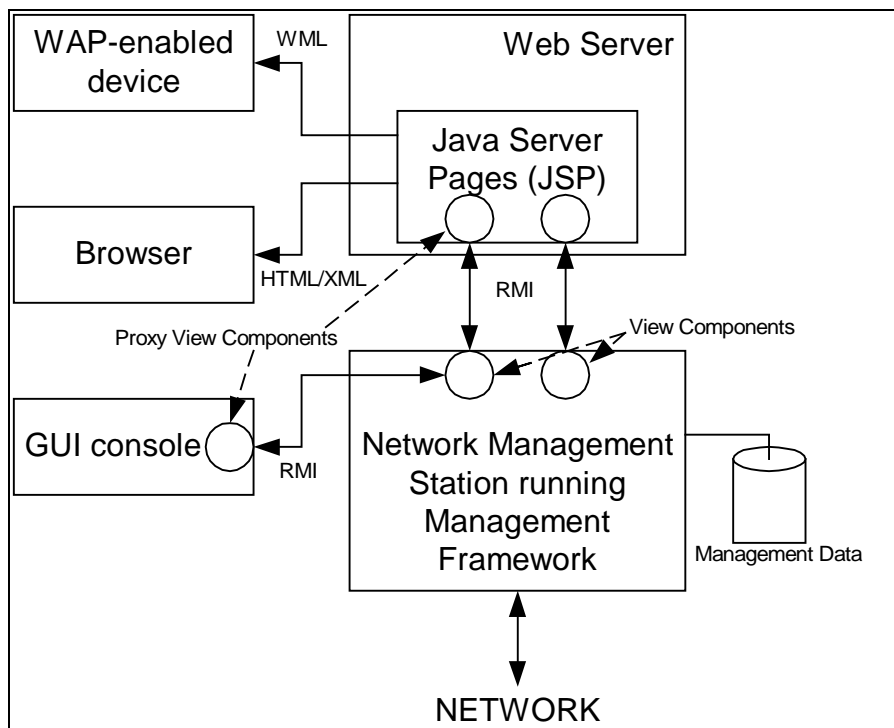 WAP-enabled
device
WML
Web Server
Java Server
Pages (JSP)
Browser
HTML/XML
RMI
Proxy View Components
View Components
GUI console
RMI
Network Management
Station running
Management
Framework
Management Data
NETWORK